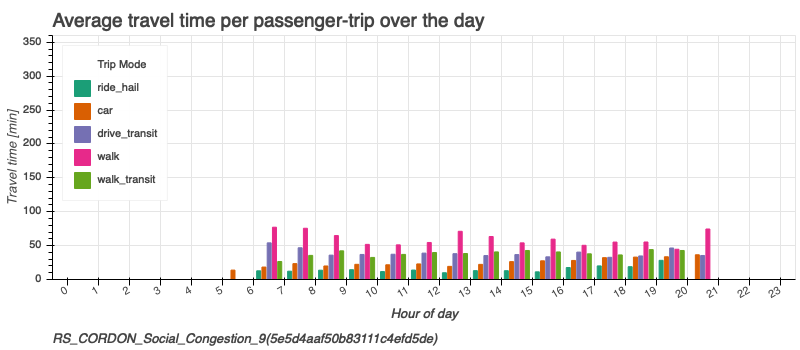 Average travel time per passenger-trip over the day
Travel time [min]
350
300
250
200
150
100
50
0
Trip Mode
ride_hail
car
drive_transit
walk
walk_transit
0 1 2 3 4 5 6 7 8 9 10 11 12 13 14 15 16 17 18 19 20 21 22 23
Hour of day
RS_CORDON_Social_Congestion_9(5e5d4aaf50b83111c4efd5de)